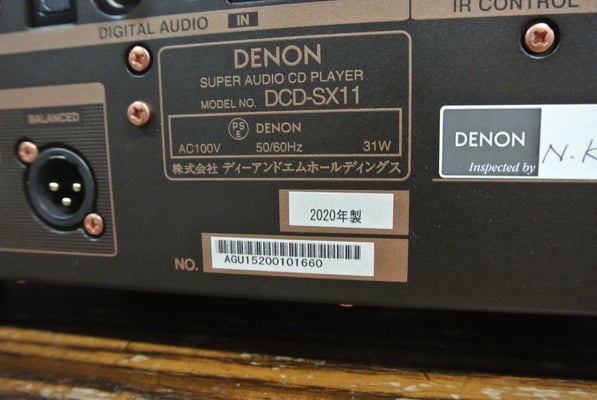 DIGITAL AUDIO IN
IR CONTROL
DENON
SUPER AUDIO CD PLAYER
MODEL NO. DCD-SX11
PSE DENON
AC100V 50/60Hz 31W
株式会社 ディーアンドエムホールディングス
BALANCED
DENON
Inspected by N.K
2020年製
NO. AGU15200101660